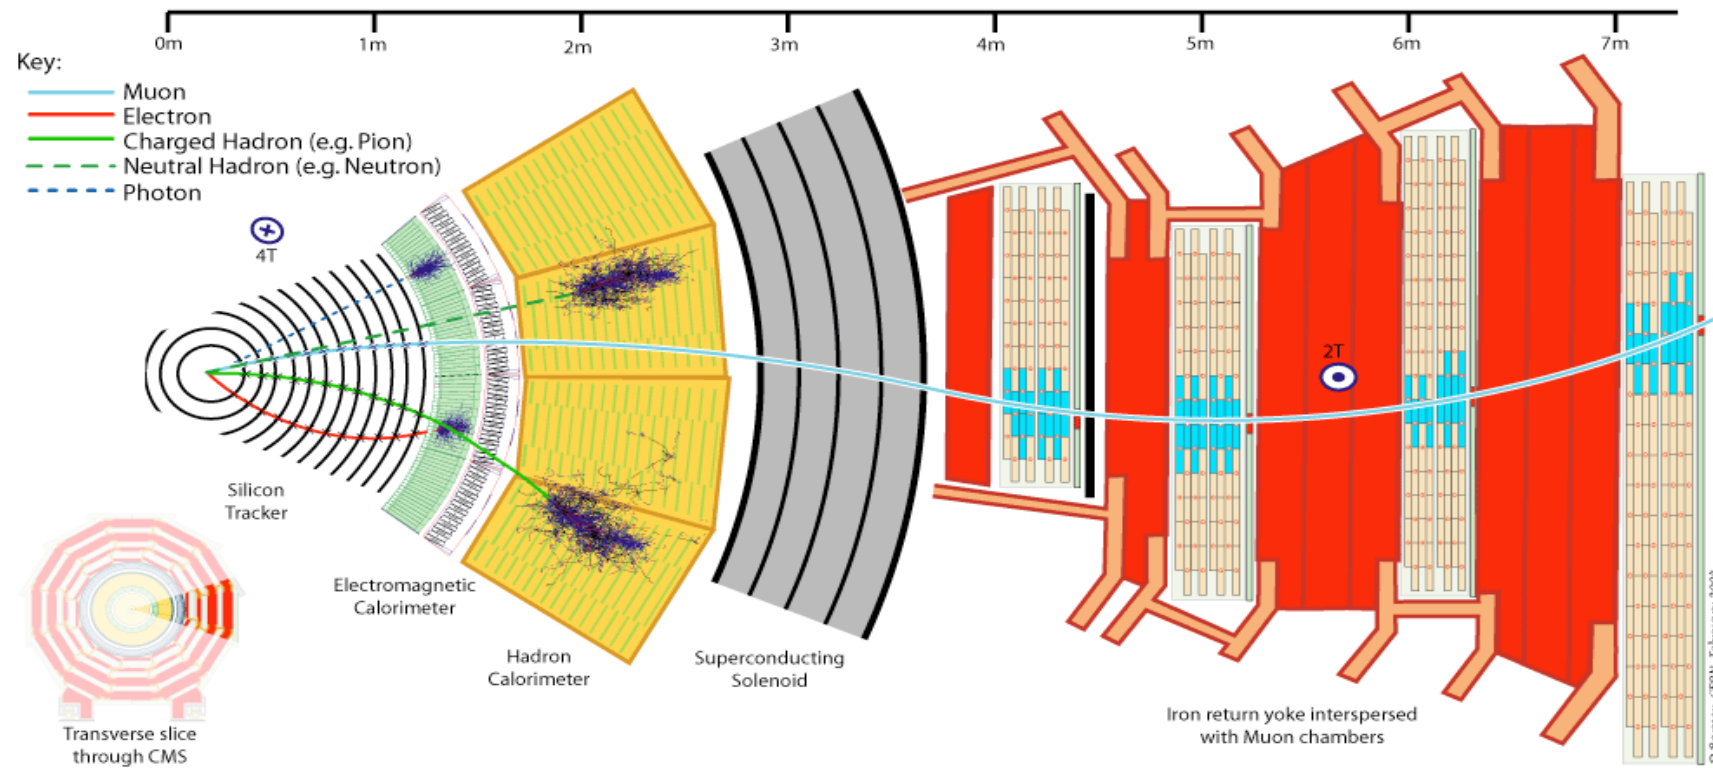 0m 1m 2m 3m 4m 5m 6m 7m
Key:
Muon
Electron
Charged Hadron (e.g. Pion)
Neutral Hadron (e.g. Neutron)
Photon
4T
2T
Silicon
Tracker
Electromagnetic
Calorimeter
Hadron
Calorimeter
Superconducting
Solenoid
Iron return yoke interspersed
with Muon chambers
Transverse slice
through CMS